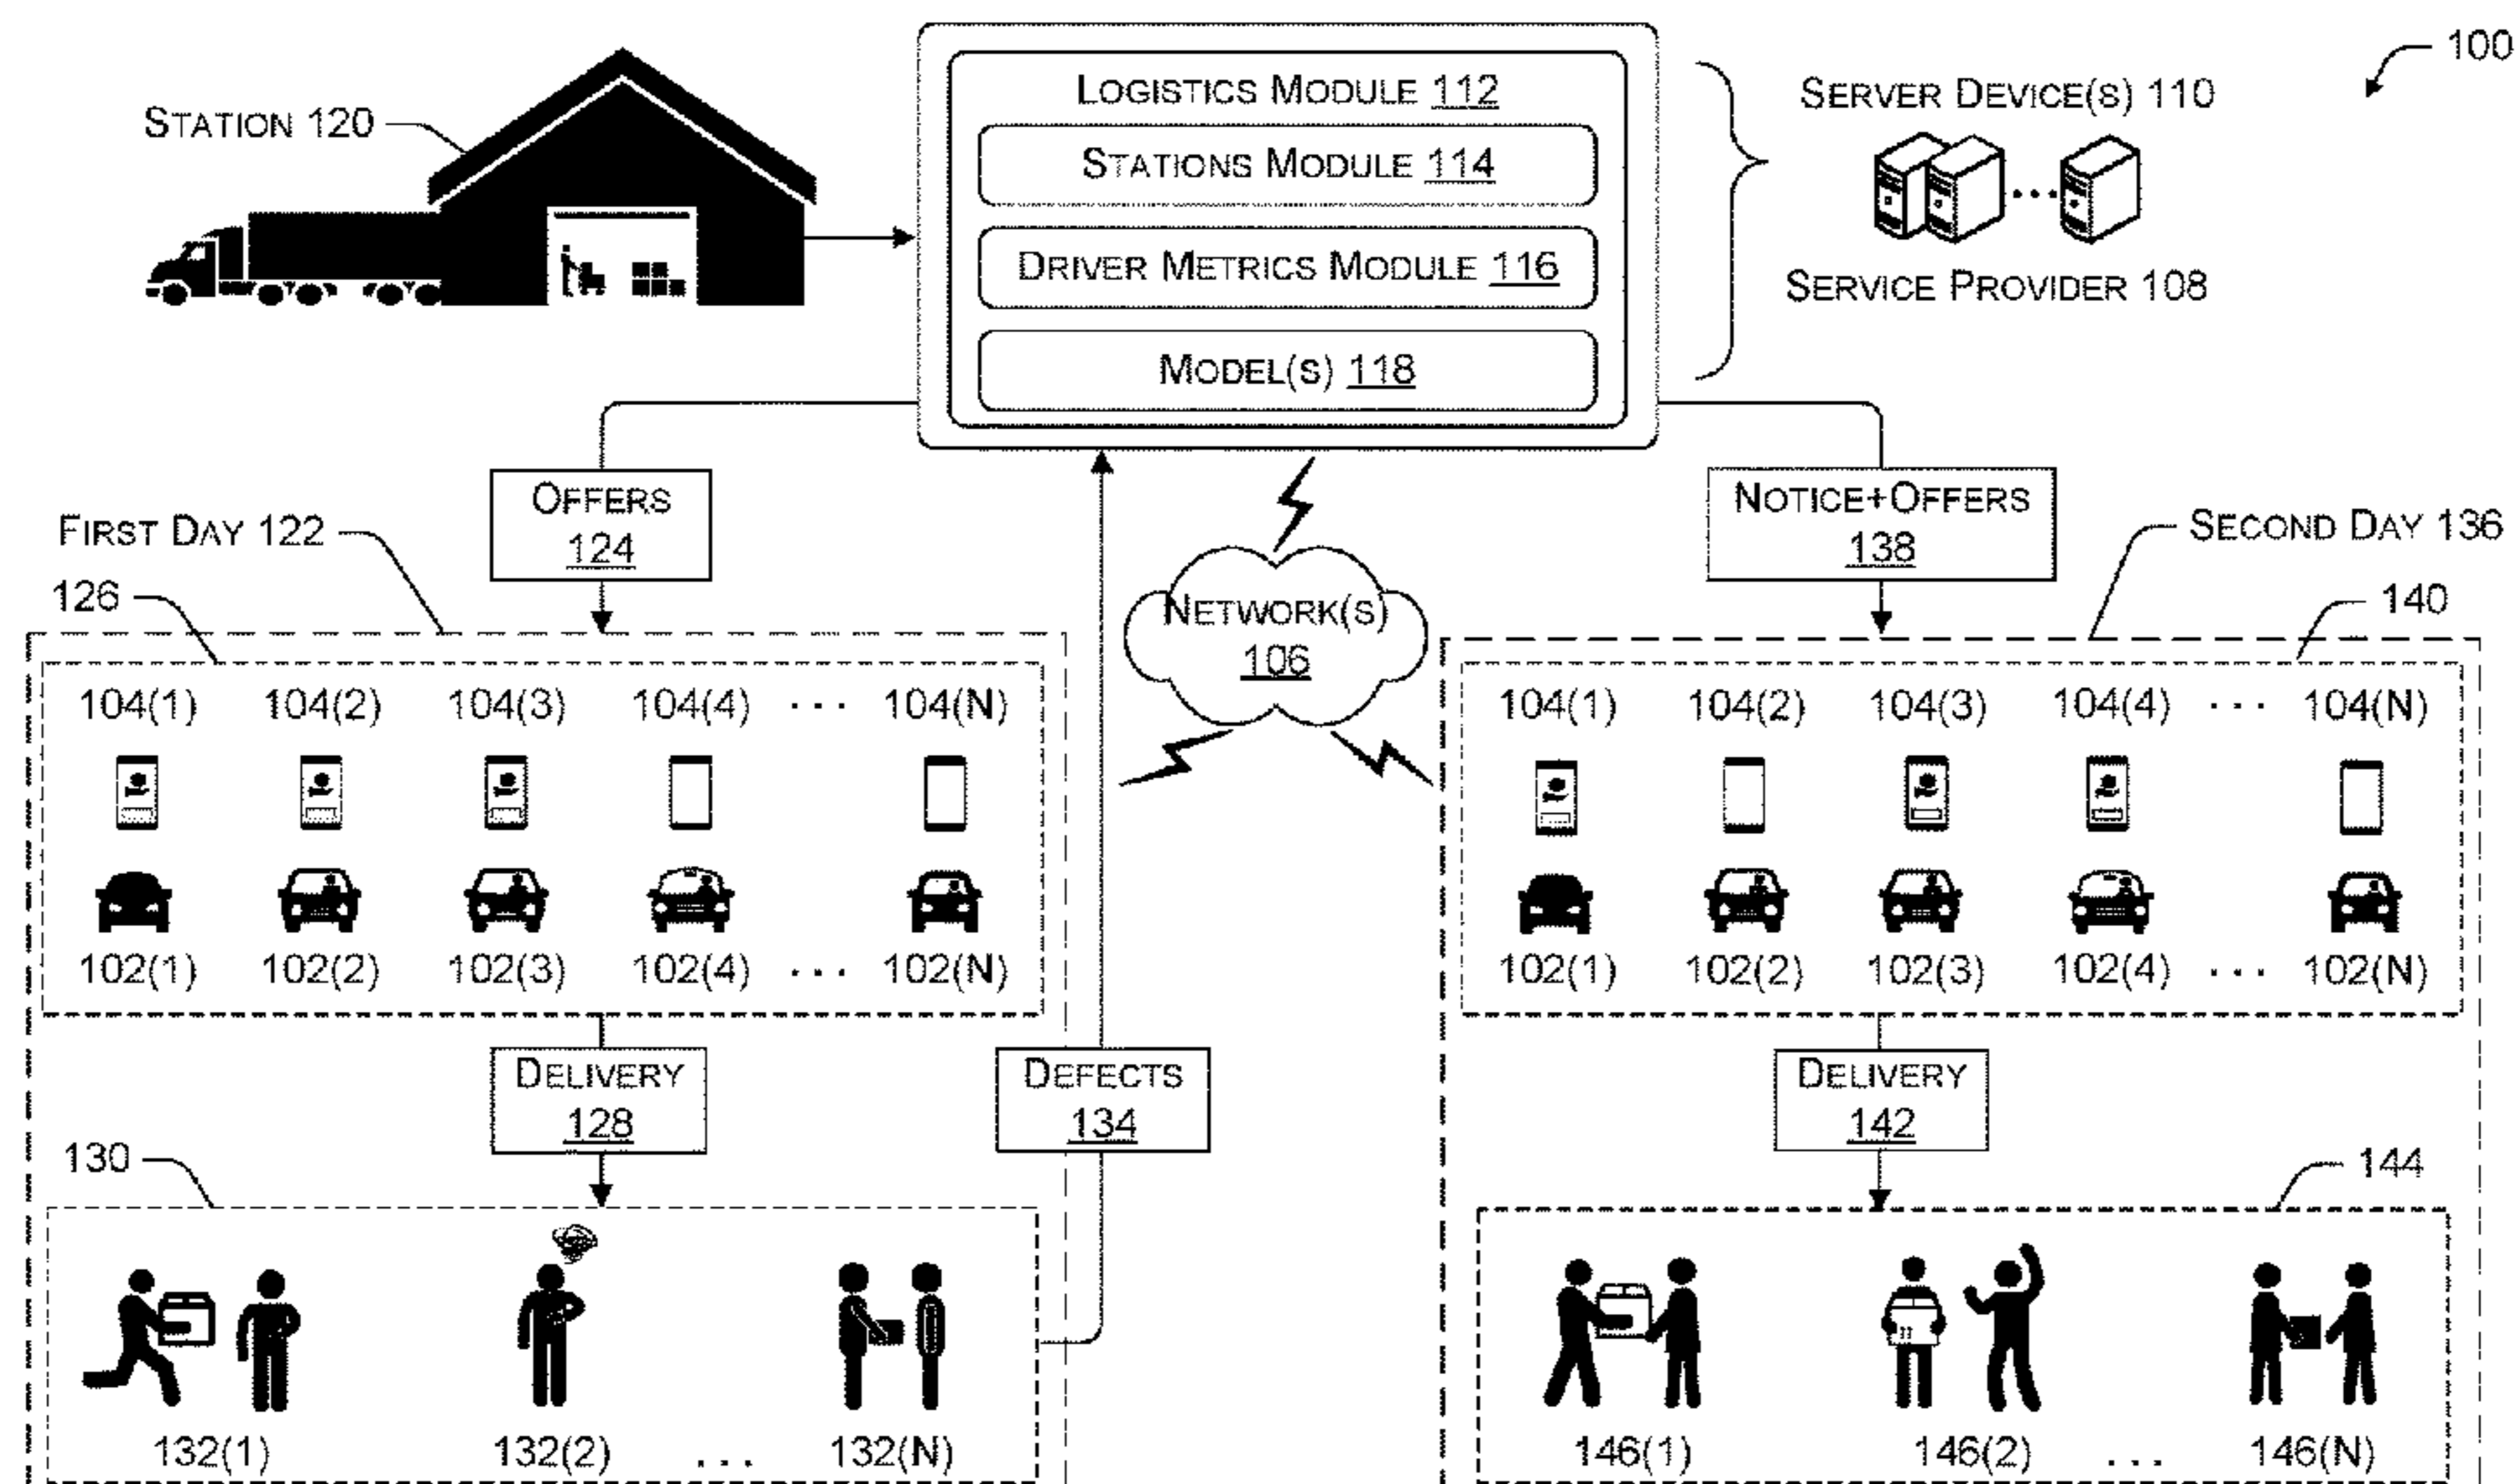 100
STATION 120
LOGISTICS MODULE 112
STATIONS MODULE 114
DRIVER METRICS MODULE 116
MODEL(S) 118
SERVER DEVICE(S) 110
SERVICE PROVIDER 108
OFFERS
124
NOTICE+OFFERS
138
FIRST DAY 122
126
NETWORK(S)
106
SECOND DAY 136
140
104(1) 104(2) 104(3) 104(4) ... 104(N)
102(1) 102(2) 102(3) 102(4) ... 102(N)
104(1) 104(2) 104(3) 104(4) ... 104(N)
102(1) 102(2) 102(3) 102(4) ... 102(N)
DELIVERY
128
DEFECTS
134
DELIVERY
142
130
144
132(1) 132(2) ... 132(N)
146(1) 146(2) ... 146(N)